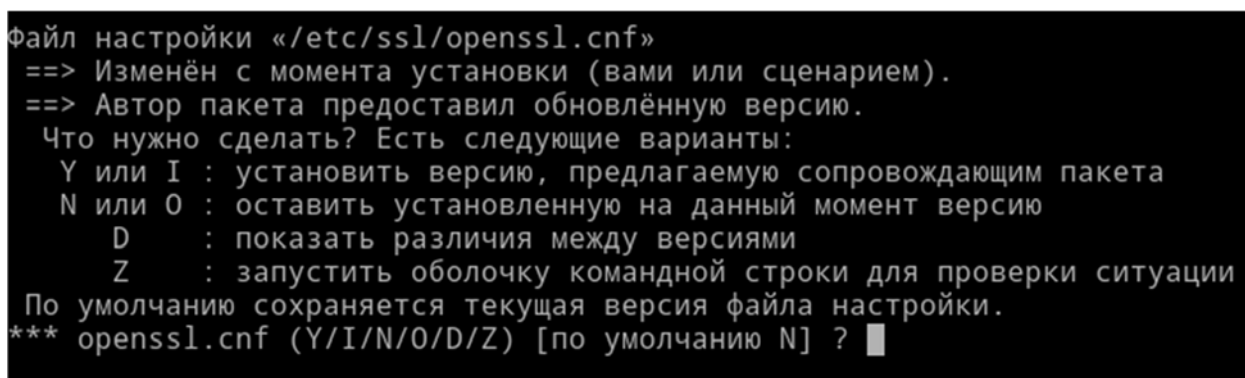 Файл настройки «/etc/ssl/openssl.cnf»
==> Изменён с момента установки (вами или сценарием).
==> Автор пакета предоставил обновлённую версию.
Что нужно сделать? Есть следующие варианты:
Y или I : установить версию, предлагаемую сопровождающим пакета
N или O : оставить установленную на данный момент версию
D : показать различия между версиями
Z : запустить оболочку командной строки для проверки ситуации
По умолчанию сохраняется текущая версия файла настройки.
*** openssl.cnf (Y/I/N/O/D/Z) [по умолчанию N] ?